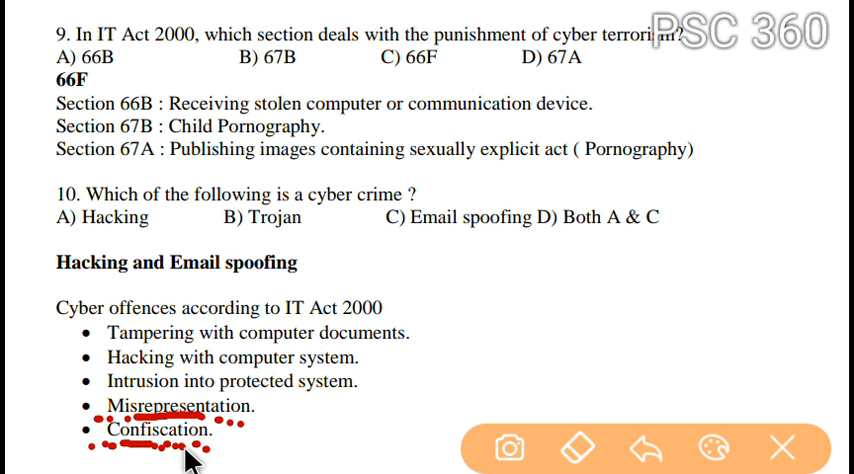 PSC 360
9. In IT Act 2000, which section deals with the punishment of cyber terrorism?
A) 66B B) 67B C) 66F D) 67A
66F
Section 66B : Receiving stolen computer or communication device.
Section 67B : Child Pornography.
Section 67A : Publishing images containing sexually explicit act ( Pornography)
10. Which of the following is a cyber crime ?
A) Hacking B) Trojan C) Email spoofing D) Both A & C
Hacking and Email spoofing
Cyber offences according to IT Act 2000
• Tampering with computer documents.
• Hacking with computer system.
• Intrusion into protected system.
• Misrepresentation.
• Confiscation.